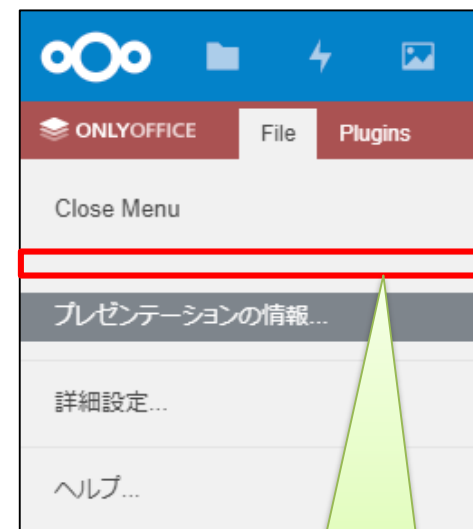 ONLYOFFICE File Plugins
Close Menu
プレゼンテーションの情報...
詳細設定...
ヘルプ...